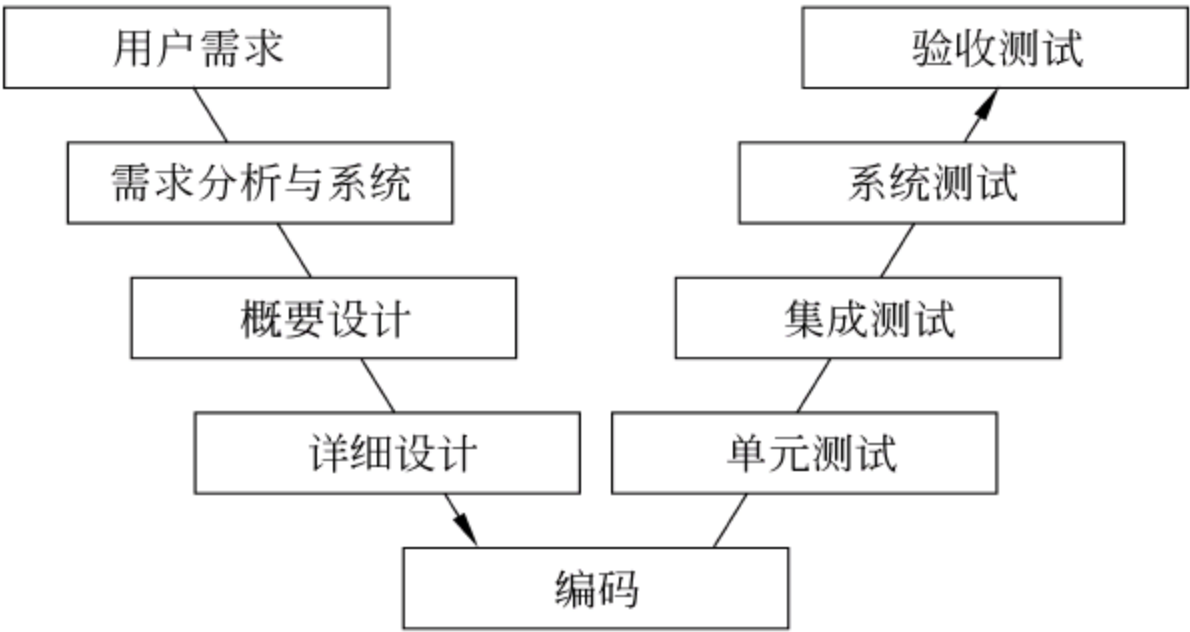 用户需求
验收测试
需求分析与系统
系统测试
概要设计
集成测试
详细设计
单元测试
编码